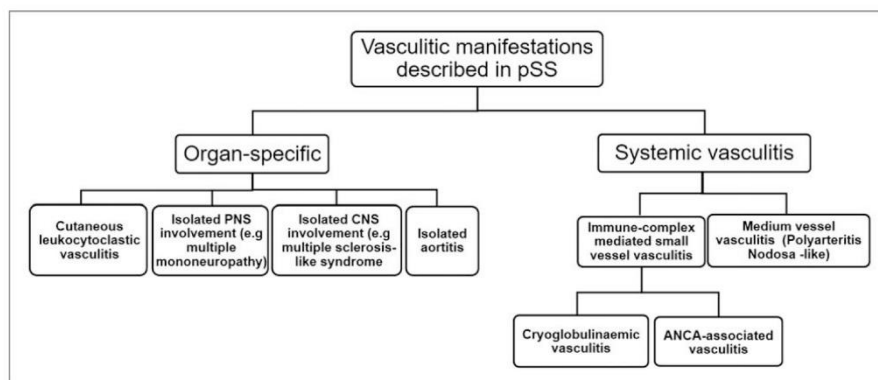 Vasculitic manifestations
described in pSS
Organ-specific
Systemic vasculitis
Cutaneous
leukocytoclastic
vasculitis
Isolated PNS
involvement (e.g
multiple
mononeuropathy)
Isolated CNS
involvement (e.g
multiple sclerosis-
like syndrome
Isolated
aortitis
Immune-complex
mediated small
vessel vasculitis
Medium vessel
vasculitis (Polyarteritis
Nodosa -like)
Cryoglobulinaemic
vasculitis
ANCA-associated
vasculitis